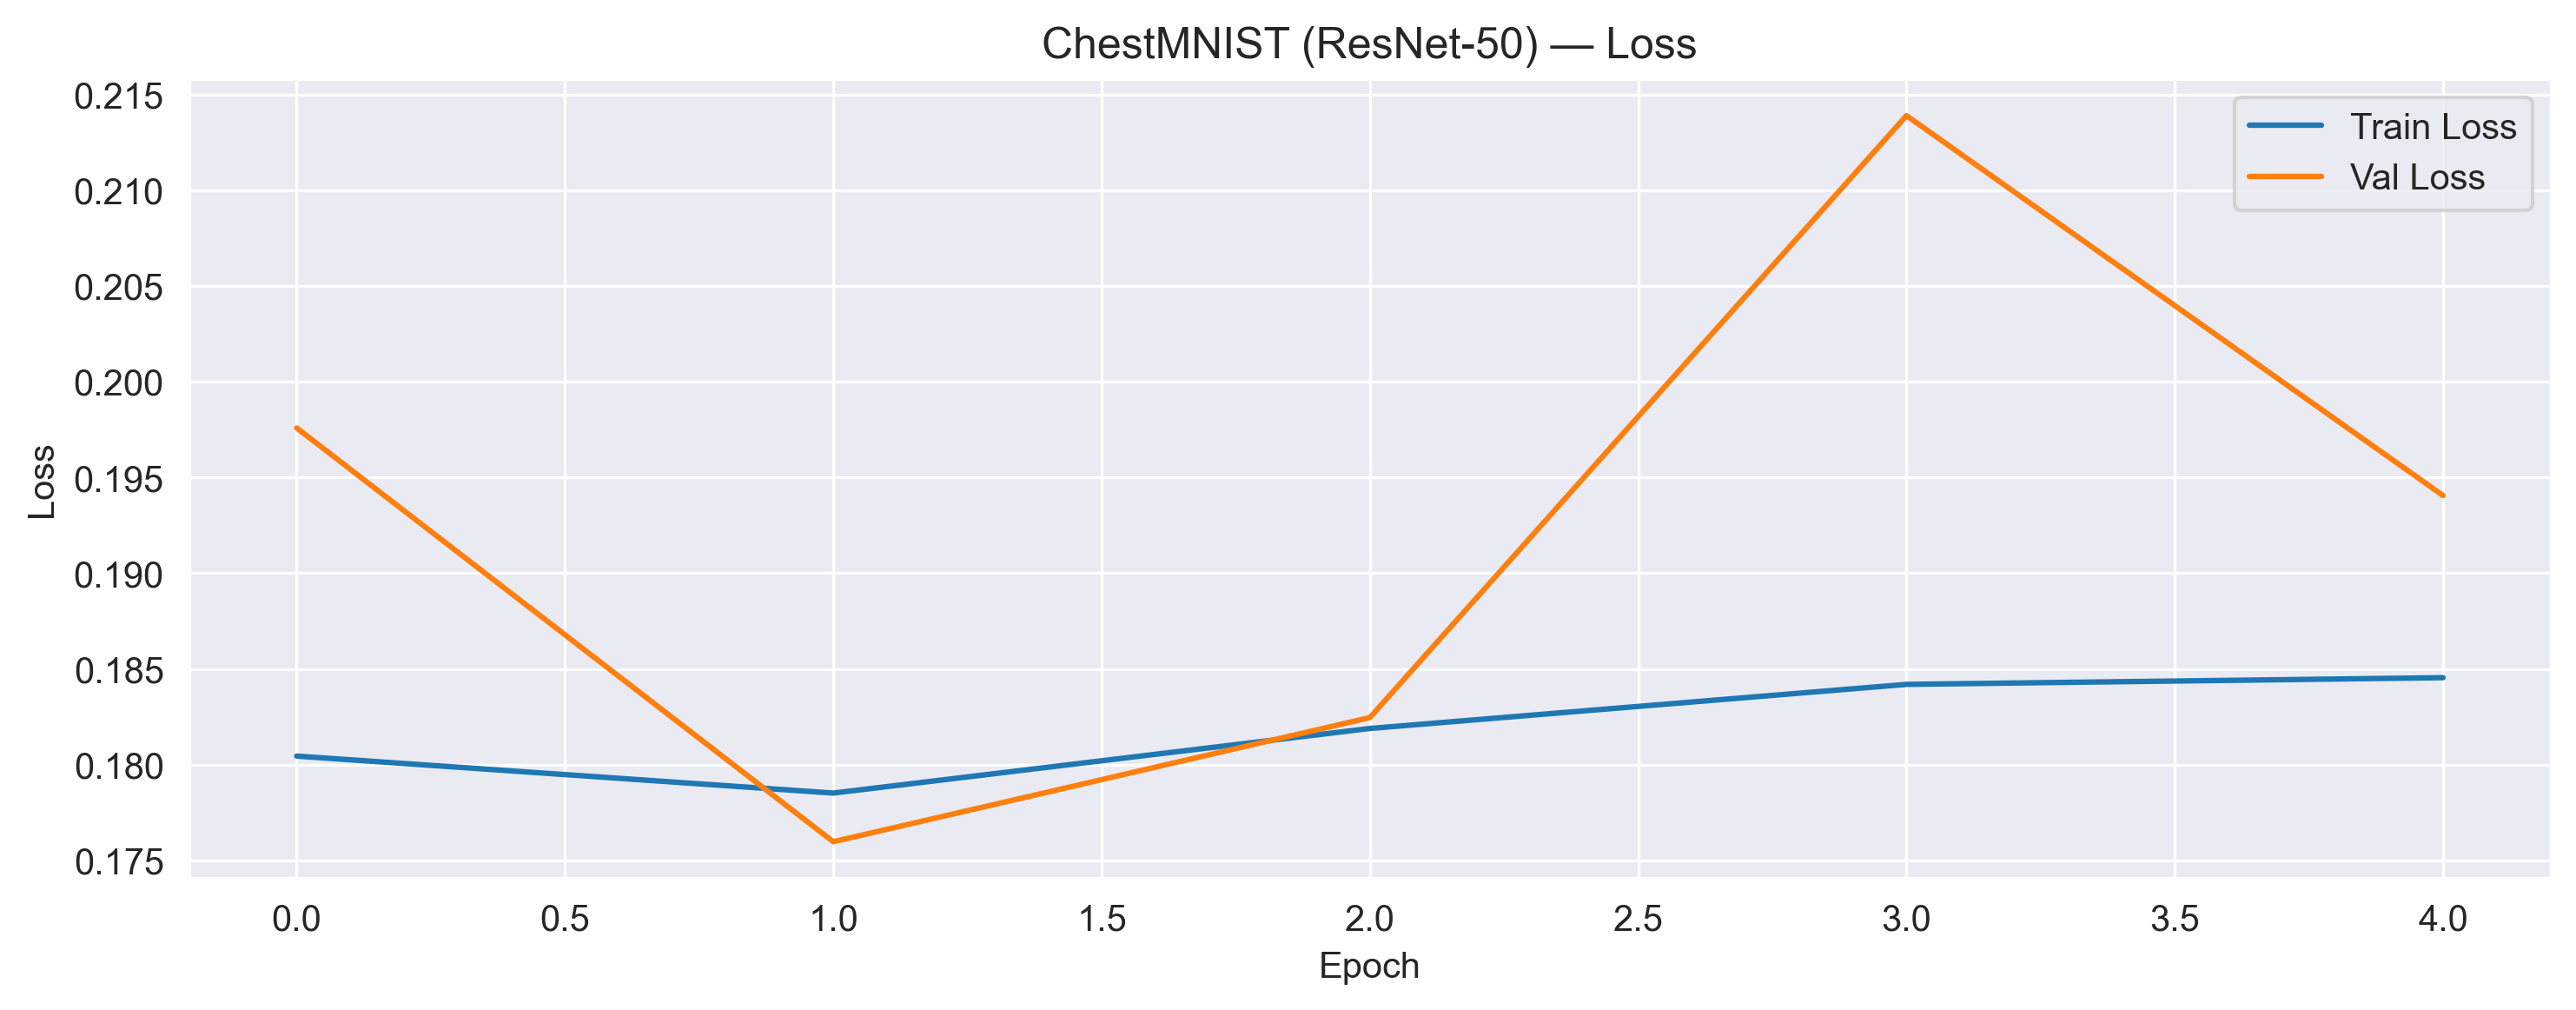 ChestMNIST (ResNet-50) — Loss
0.215
0.210
0.205
0.200
0.195
0.190
0.185
0.180
0.175
Loss
Train Loss
Val Loss
0.0 0.5 1.0 1.5 2.0 2.5 3.0 3.5 4.0
Epoch